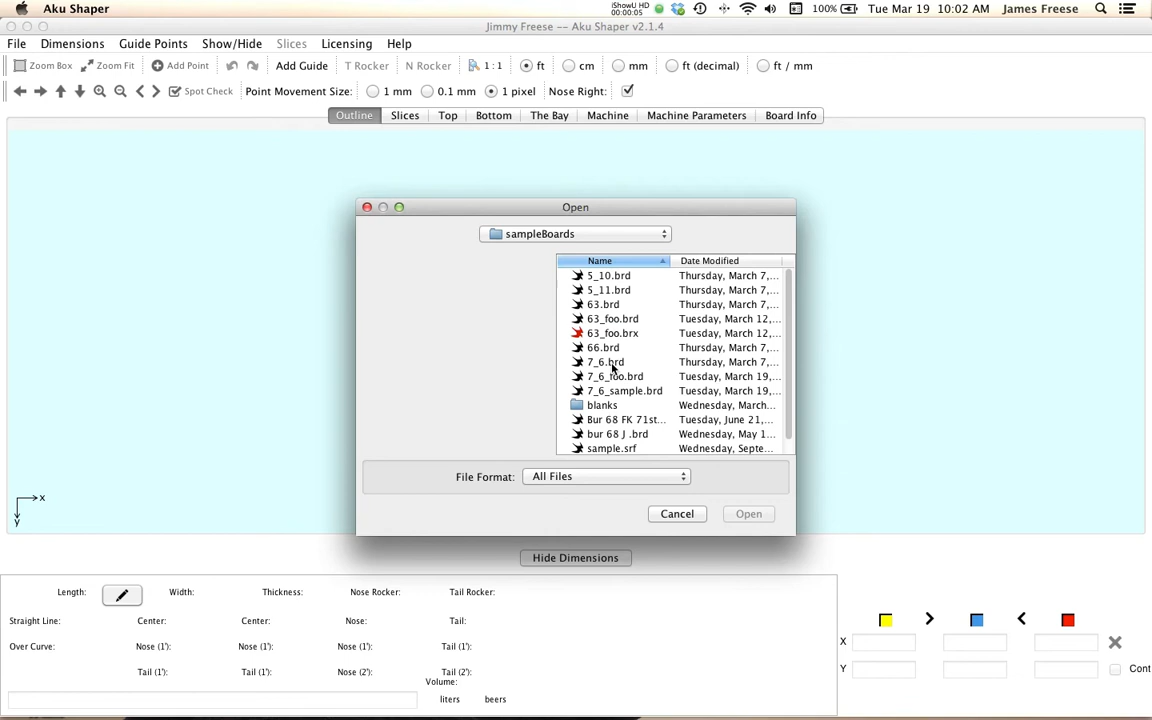 Aku Shaper
iShowU HD
00:00:05
100%
Tue Mar 19 10:02 AM
James Freese
Jimmy Freese -- Aku Shaper v2.1.4
File Dimensions Guide Points Show/Hide Slices Licensing Help
Zoom Box Zoom Fit Add Point Add Guide T Rocker N Rocker 1 : 1 ft cm mm ft (decimal) ft / mm
Spot Check Point Movement Size: 1 mm 0.1 mm 1 pixel Nose Right:
Outline Slices Top Bottom The Bay Machine Machine Parameters Board Info
Open
sampleBoards
Name Date Modified
5_10.brd Thursday, March 7,...
5_11.brd Thursday, March 7,...
63.brd Thursday, March 7,...
63_foo.brd Tuesday, March 12,...
63_foo.brx Tuesday, March 12,...
66.brd Thursday, March 7,...
7_6.brd Thursday, March 7,...
7_6_foo.brd Tuesday, March 19,...
7_6_sample.brd Tuesday, March 19,...
blanks Wednesday, March...
Bur 68 FK 71st... Tuesday, June 21,...
bur 68 J .brd Wednesday, May 1...
sample.srf Wednesday, Septe...
File Format: All Files
Cancel Open
x
y
Hide Dimensions
Length: Width: Thickness: Nose Rocker: Tail Rocker:
Straight Line: Center: Center: Nose: Tail:
Over Curve: Nose (1'): Nose (1'): Nose (1'): Tail (1'):
Tail (1'): Tail (1'): Nose (2'): Tail (2'):
Volume:
liters beers
X
Y Cont